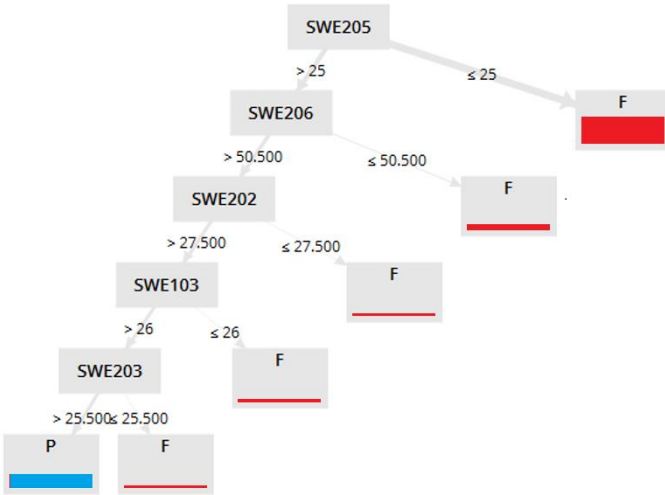 SWE205
> 25
≤ 25
F
SWE206
> 50.500
≤ 50.500
F
SWE202
> 27.500
≤ 27.500
F
SWE103
> 26
≤ 26
F
SWE203
> 25.500
≤ 25.500
P
F